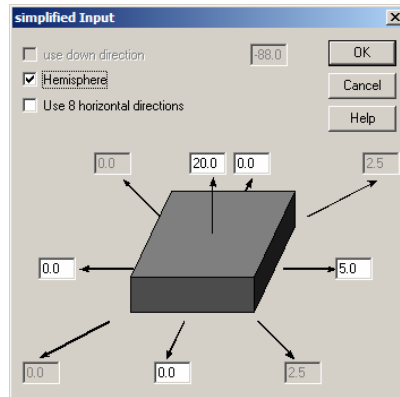 simplified Input
use down direction
-88.0
OK
Hemisphere
Cancel
Use 8 horizontal directions
Help
0.0
20.0
0.0
2.5
0.0
5.0
0.0
0.0
2.5